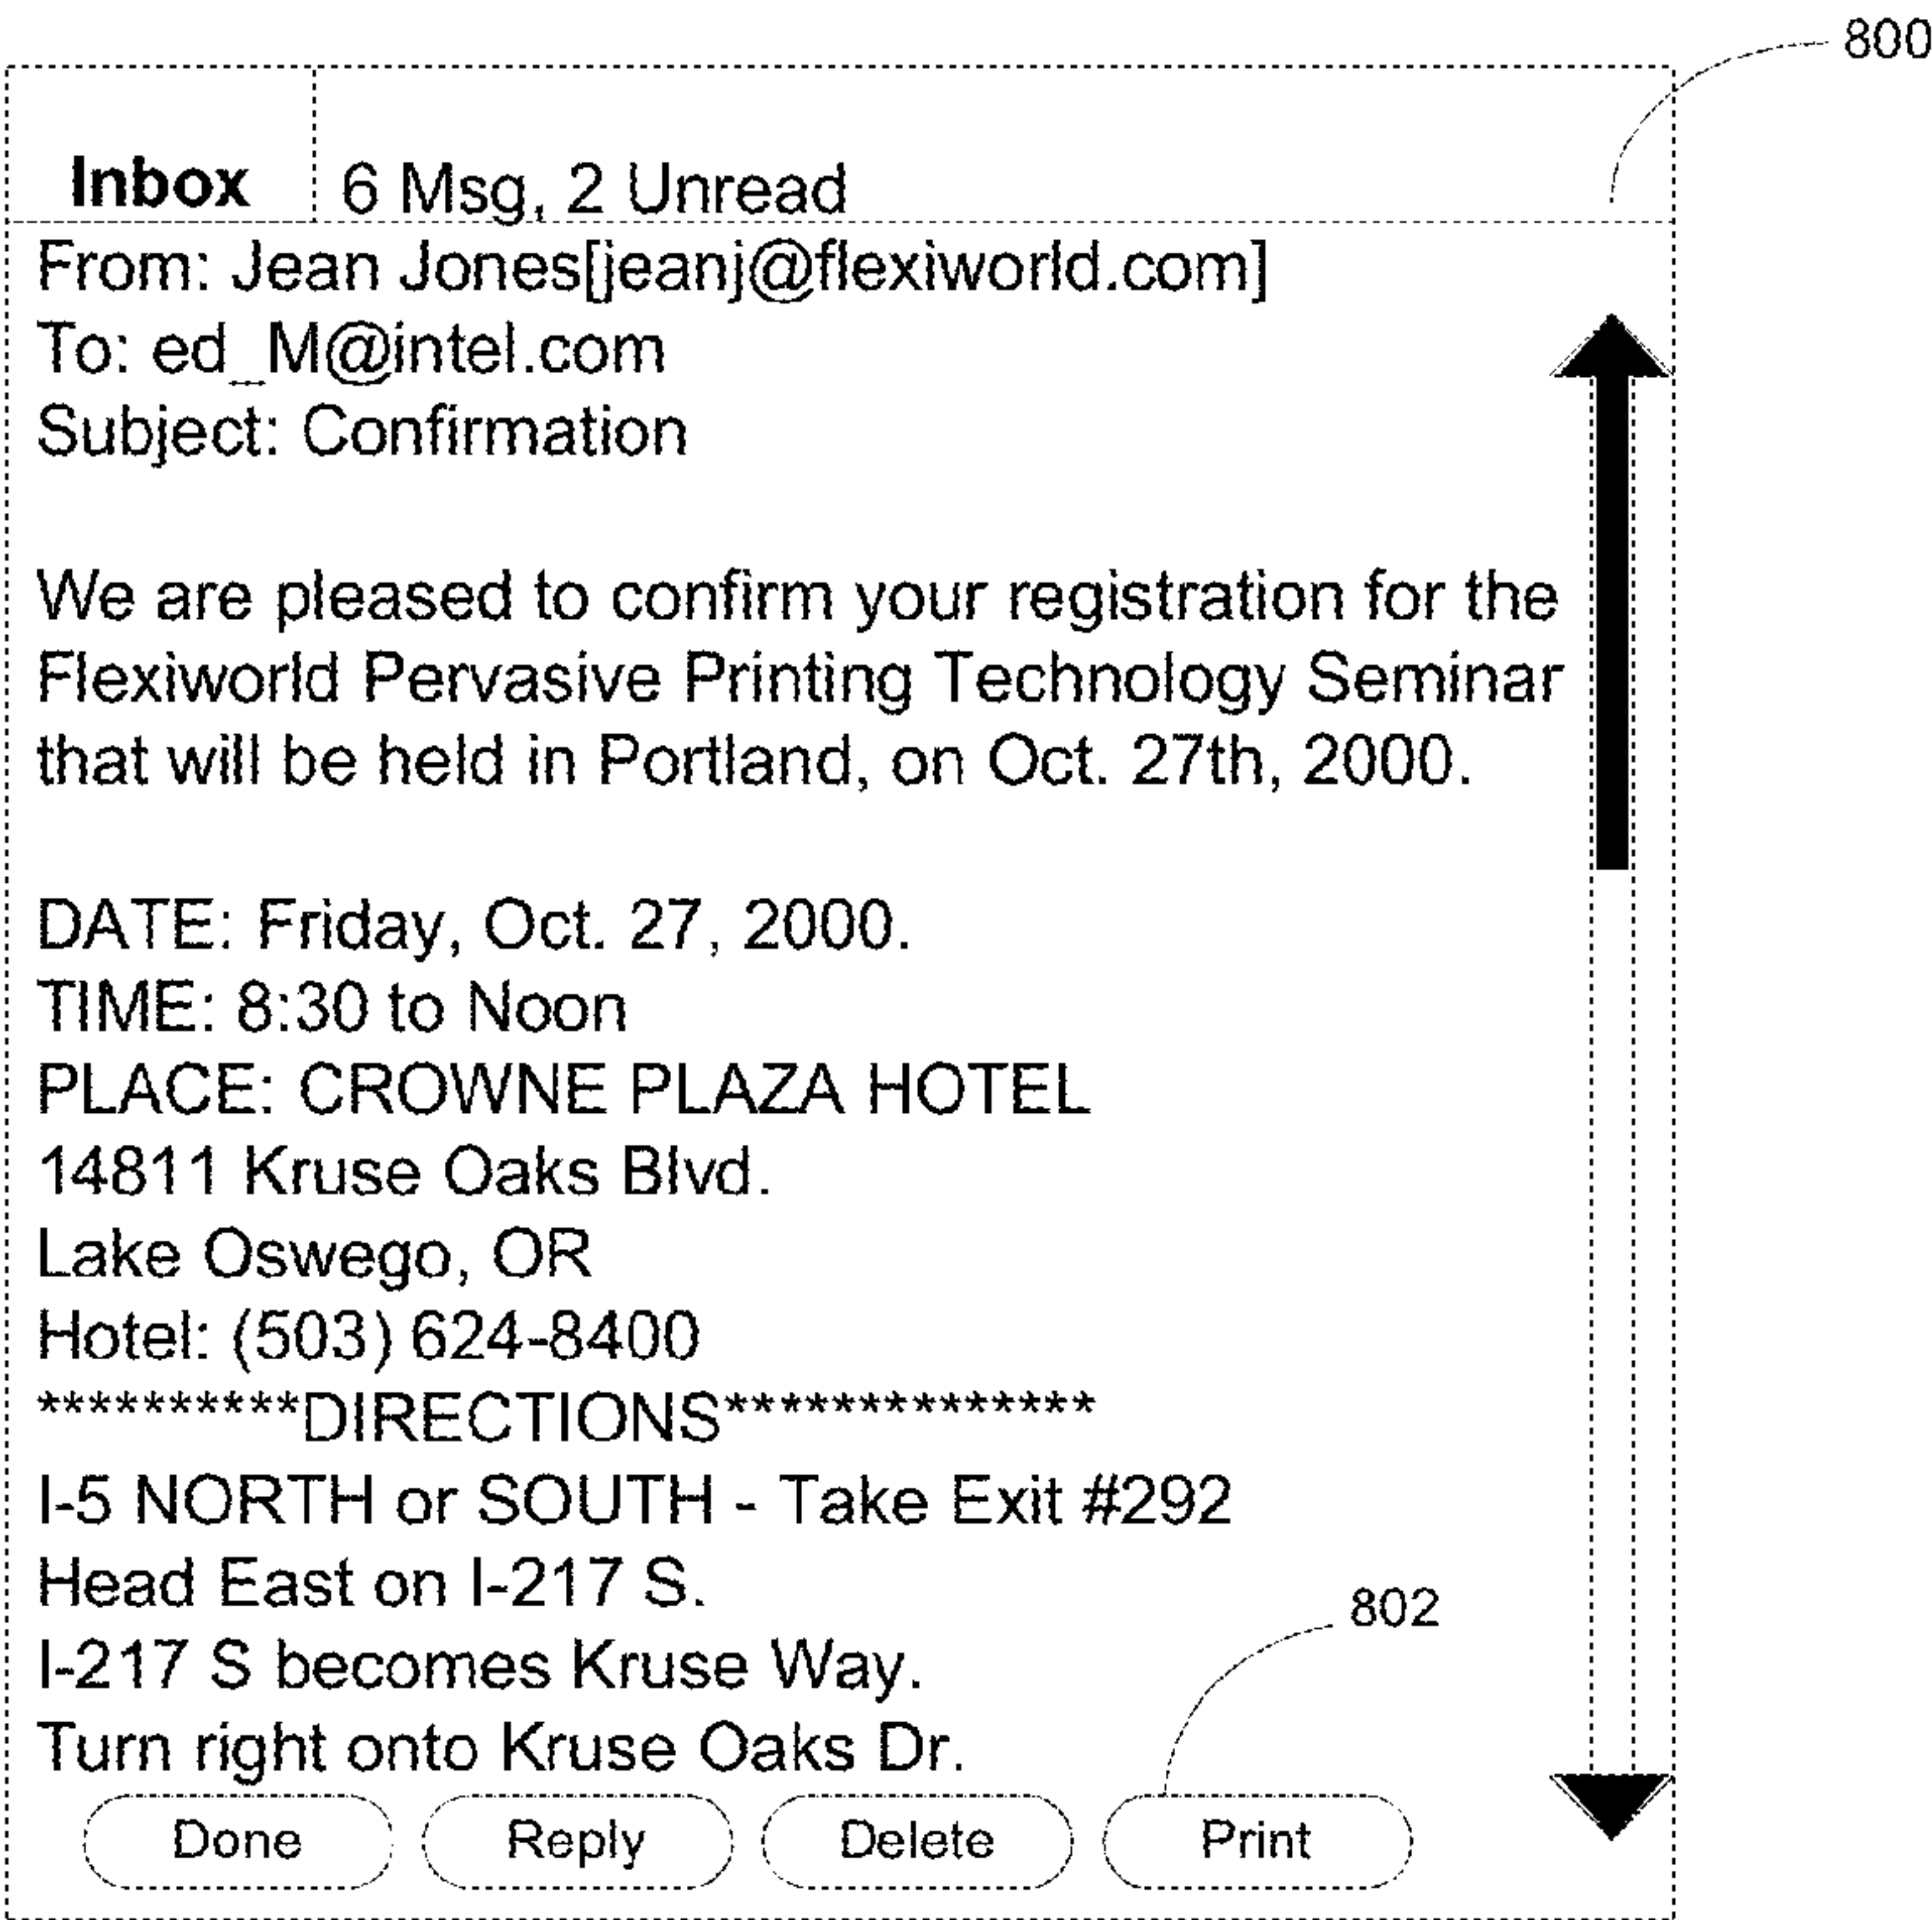 800
Inbox 6 Msg, 2 Unread
From: Jean Jones[jeanj@flexiworld.com]
To: ed_M@intel.com
Subject: Confirmation
We are pleased to confirm your registration for the
Flexiworld Pervasive Printing Technology Seminar
that will be held in Portland, on Oct. 27th, 2000.
DATE: Friday, Oct. 27, 2000.
TIME: 8:30 to Noon
PLACE: CROWNE PLAZA HOTEL
14811 Kruse Oaks Blvd.
Lake Oswego, OR
Hotel: (503) 624-8400
**********DIRECTIONS**************
I-5 NORTH or SOUTH - Take Exit #292
Head East on I-217 S.
802
I-217 S becomes Kruse Way.
Turn right onto Kruse Oaks Dr.
Done Reply Delete Print